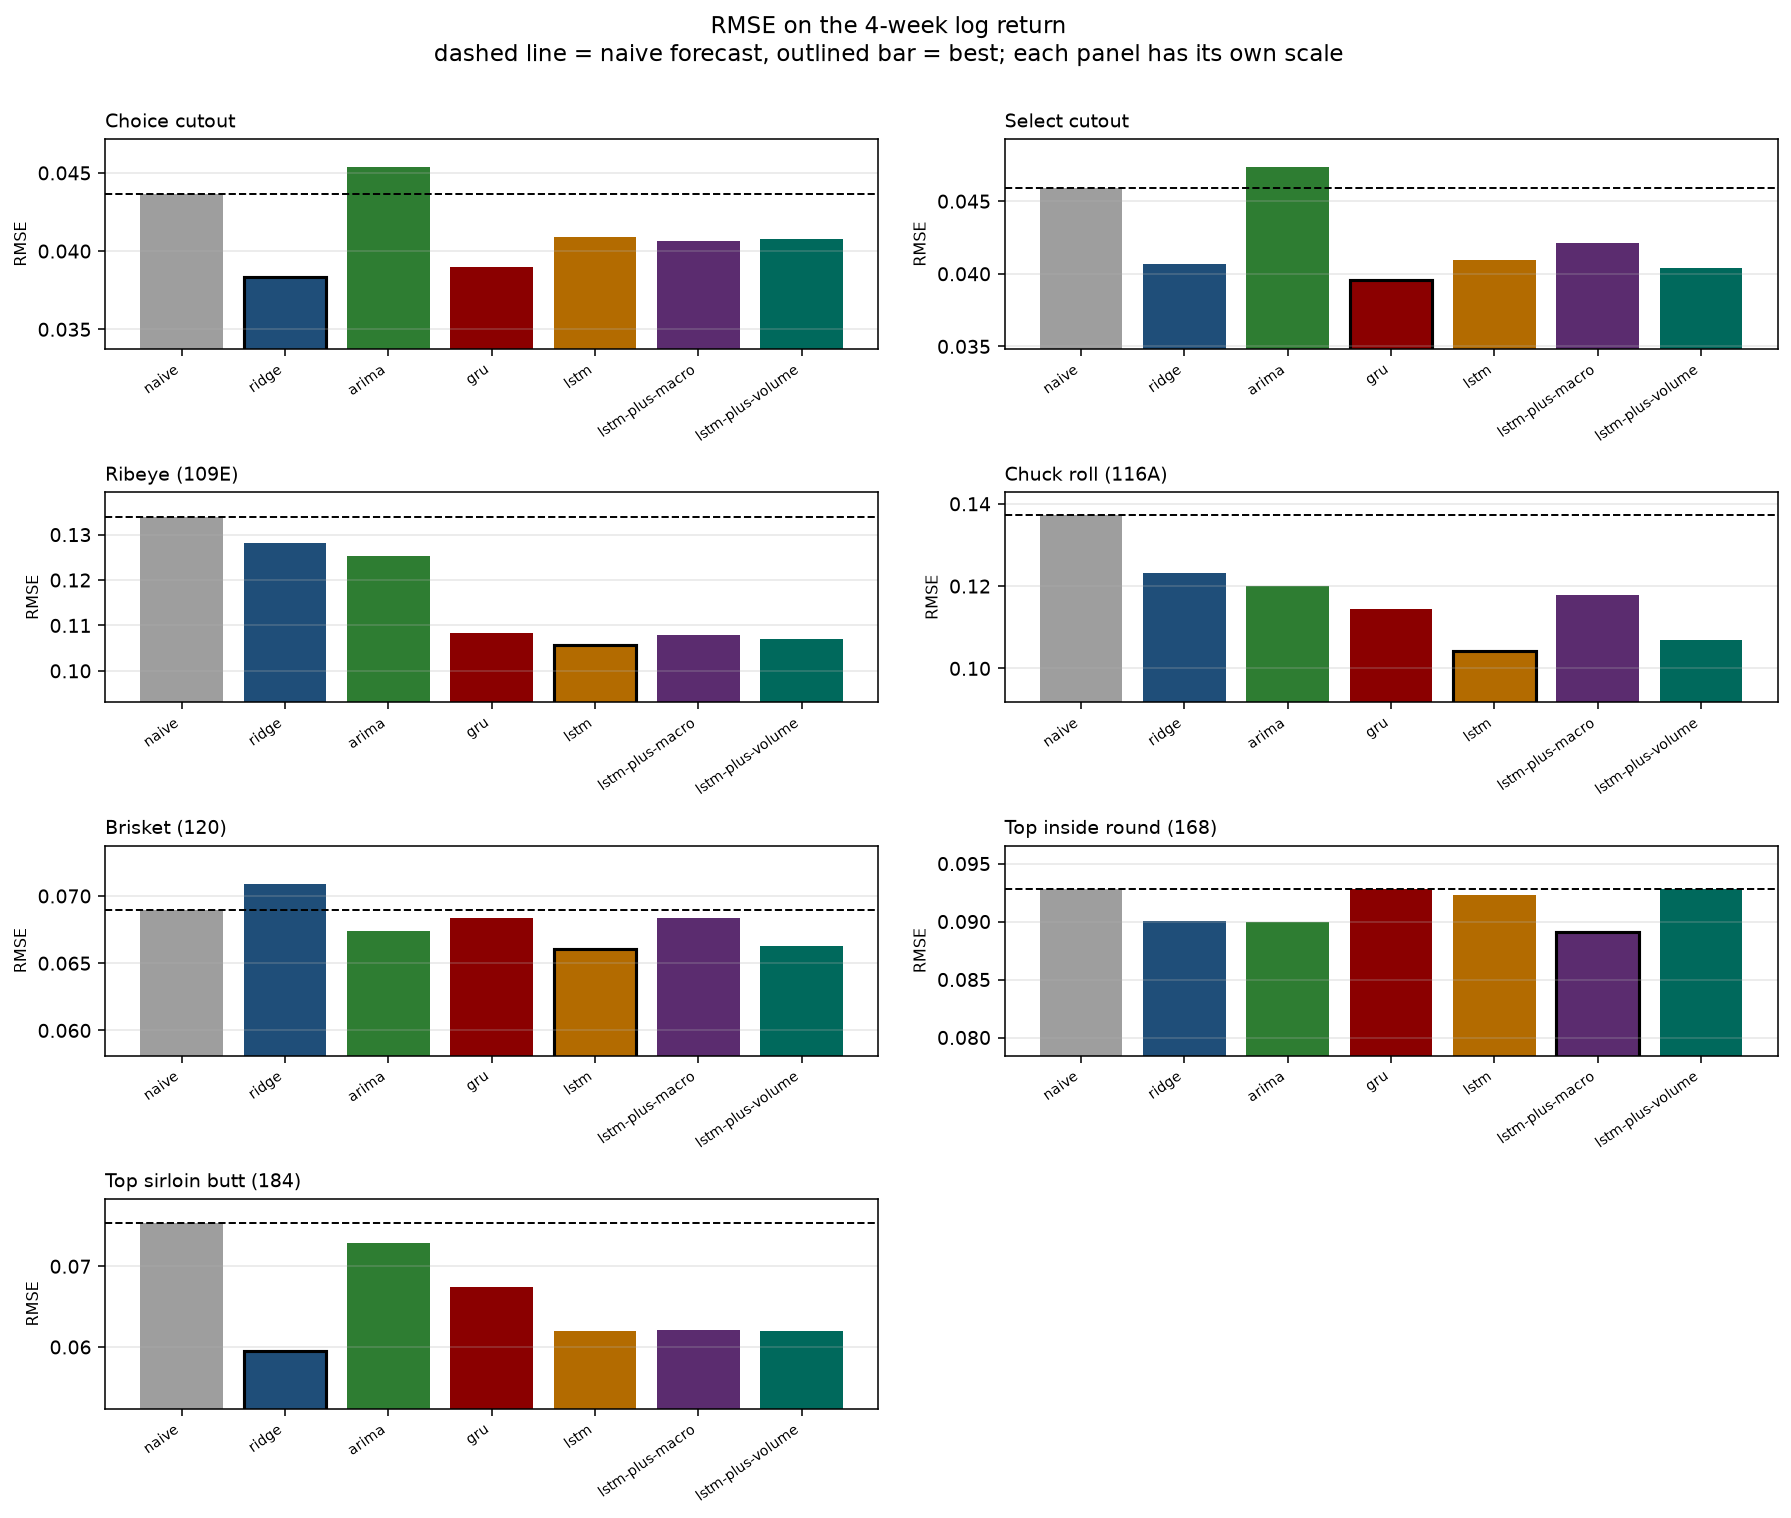 RMSE on the 4-week log return
dashed line = naive forecast, outlined bar = best; each panel has its own scale
Choice cutout
RMSE
0.045
0.040
0.035
naive
ridge
arima
gru
lstm
lstm-plus-macro
lstm-plus-volume
Select cutout
RMSE
0.045
0.040
0.035
naive
ridge
arima
gru
lstm
lstm-plus-macro
lstm-plus-volume
Ribeye (109E)
RMSE
0.13
0.12
0.11
0.10
naive
ridge
arima
gru
lstm
lstm-plus-macro
lstm-plus-volume
Chuck roll (116A)
RMSE
0.14
0.12
0.10
naive
ridge
arima
gru
lstm
lstm-plus-macro
lstm-plus-volume
Brisket (120)
RMSE
0.070
0.065
0.060
naive
ridge
arima
gru
lstm
lstm-plus-macro
lstm-plus-volume
Top inside round (168)
RMSE
0.095
0.090
0.085
0.080
naive
ridge
arima
gru
lstm
lstm-plus-macro
lstm-plus-volume
Top sirloin butt (184)
RMSE
0.07
0.06
naive
ridge
arima
gru
lstm
lstm-plus-macro
lstm-plus-volume